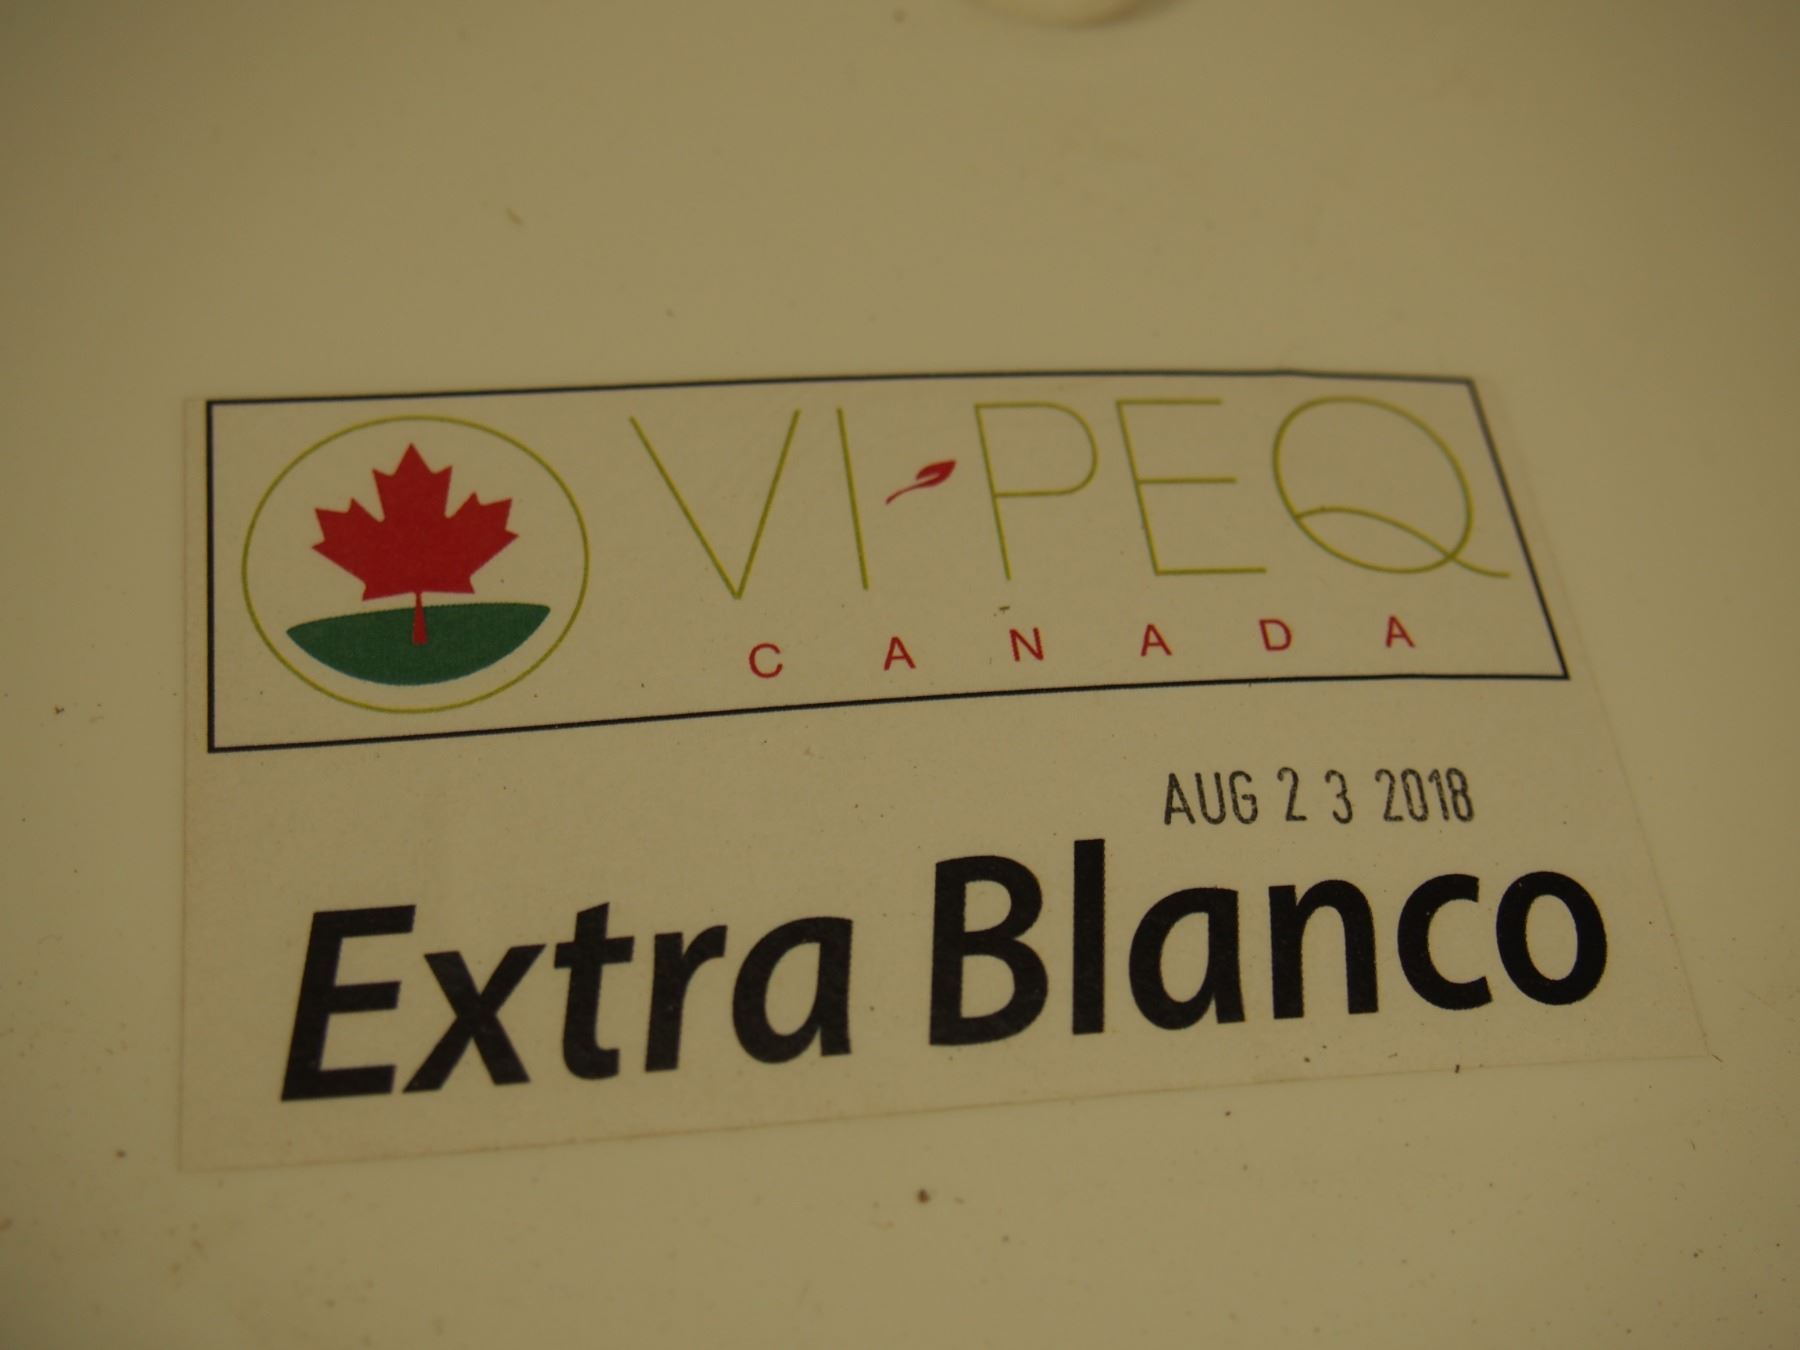 VI-PEQ
CANADA
AUG 23 2018
Extra Blanco